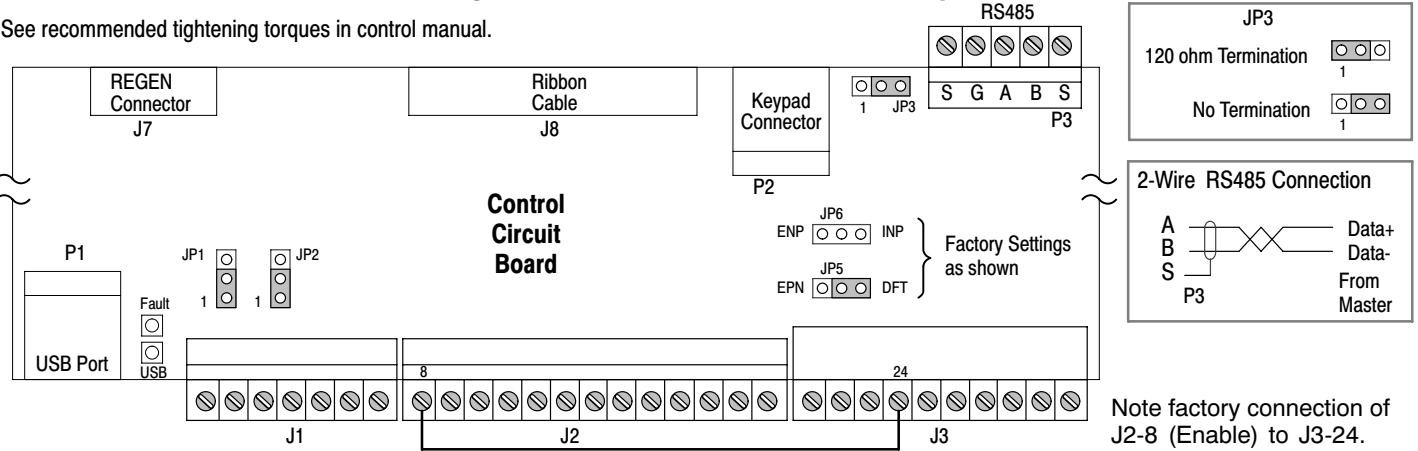 See recommended tightening torques in control manual.
RS485
S G A B S
P3
REGEN
Connector
J7
Ribbon
Cable
J8
Keypad
Connector
P2
1 JP3
Control
Circuit
Board
JP6
ENP INP
JP5
EPN DFT
Factory Settings
as shown
P1
USB Port
Fault
USB
JP1
1
JP2
1
8
24
J1
J2
J3
JP3
120 ohm Termination
1
No Termination
1
2-Wire RS485 Connection
A
B
S
P3
Data+
Data-
From
Master
Note factory connection of
J2-8 (Enable) to J3-24.